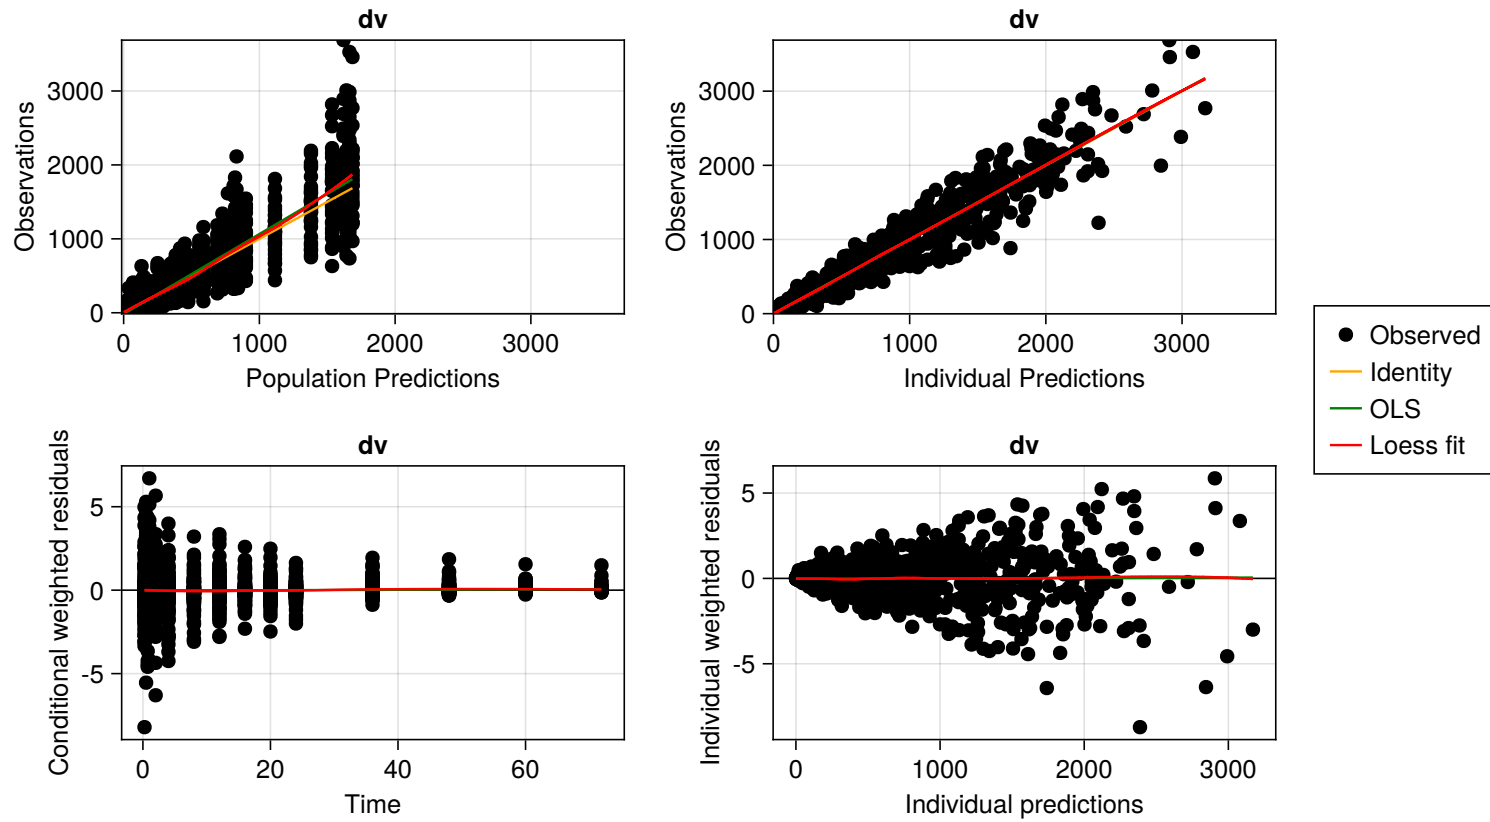 dv
Observations
3000
2000
1000
0
0
1000
2000
3000
Population Predictions
dv
Observations
3000
2000
1000
0
0
1000
2000
3000
Individual Predictions
Observed
Identity
OLS
Loess fit
dv
Conditional weighted residuals
5
0
-5
0
20
40
60
Time
dv
Individual weighted residuals
5
0
-5
0
1000
2000
3000
Individual predictions